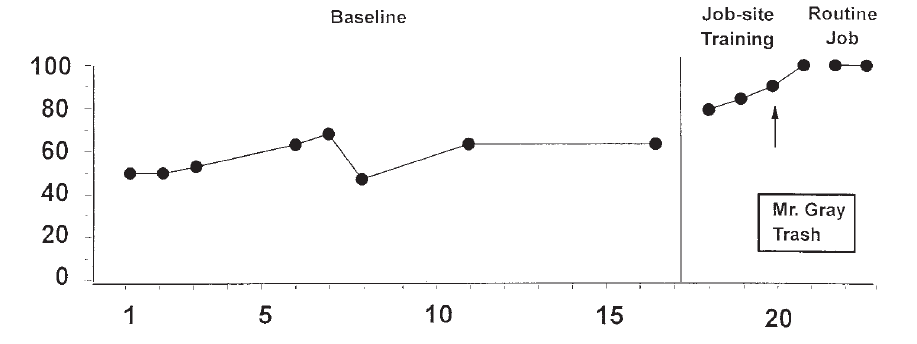 Baseline
Job-site
Training
Routine
Job
100
80
60
40
20
0
Mr. Gray
Trash
1 5 10 15 20